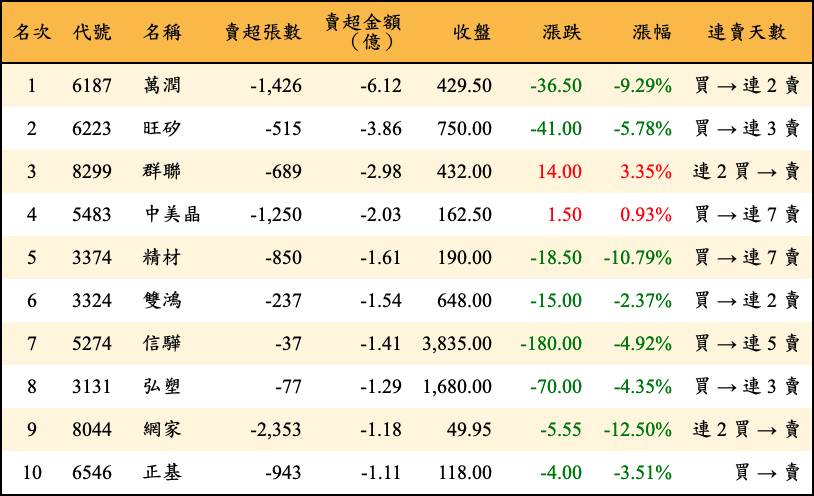 名次 代號 名稱 賣超張數 賣超金額（億） 收盤 漲跌 漲幅 連賣天數
1 6187 萬潤 -1,426 -6.12 429.50 -36.50 -9.29% 買 → 連 2 賣
2 6223 旺矽 -515 -3.86 750.00 -41.00 -5.78% 買 → 連 3 賣
3 8299 群聯 -689 -2.98 432.00 14.00 3.35% 連 2 買 → 賣
4 5483 中美晶 -1,250 -2.03 162.50 1.50 0.93% 買 → 連 7 賣
5 3374 精材 -850 -1.61 190.00 -18.50 -10.79% 買 → 連 7 賣
6 3324 雙鴻 -237 -1.54 648.00 -15.00 -2.37% 買 → 連 2 賣
7 5274 信驊 -37 -1.41 3,835.00 -180.00 -4.92% 買 → 連 5 賣
8 3131 弘塑 -77 -1.29 1,680.00 -70.00 -4.35% 買 → 連 3 賣
9 8044 網家 -2,353 -1.18 49.95 -5.55 -12.50% 連 2 買 → 賣
10 6546 正基 -943 -1.11 118.00 -4.00 -3.51% 買 → 賣